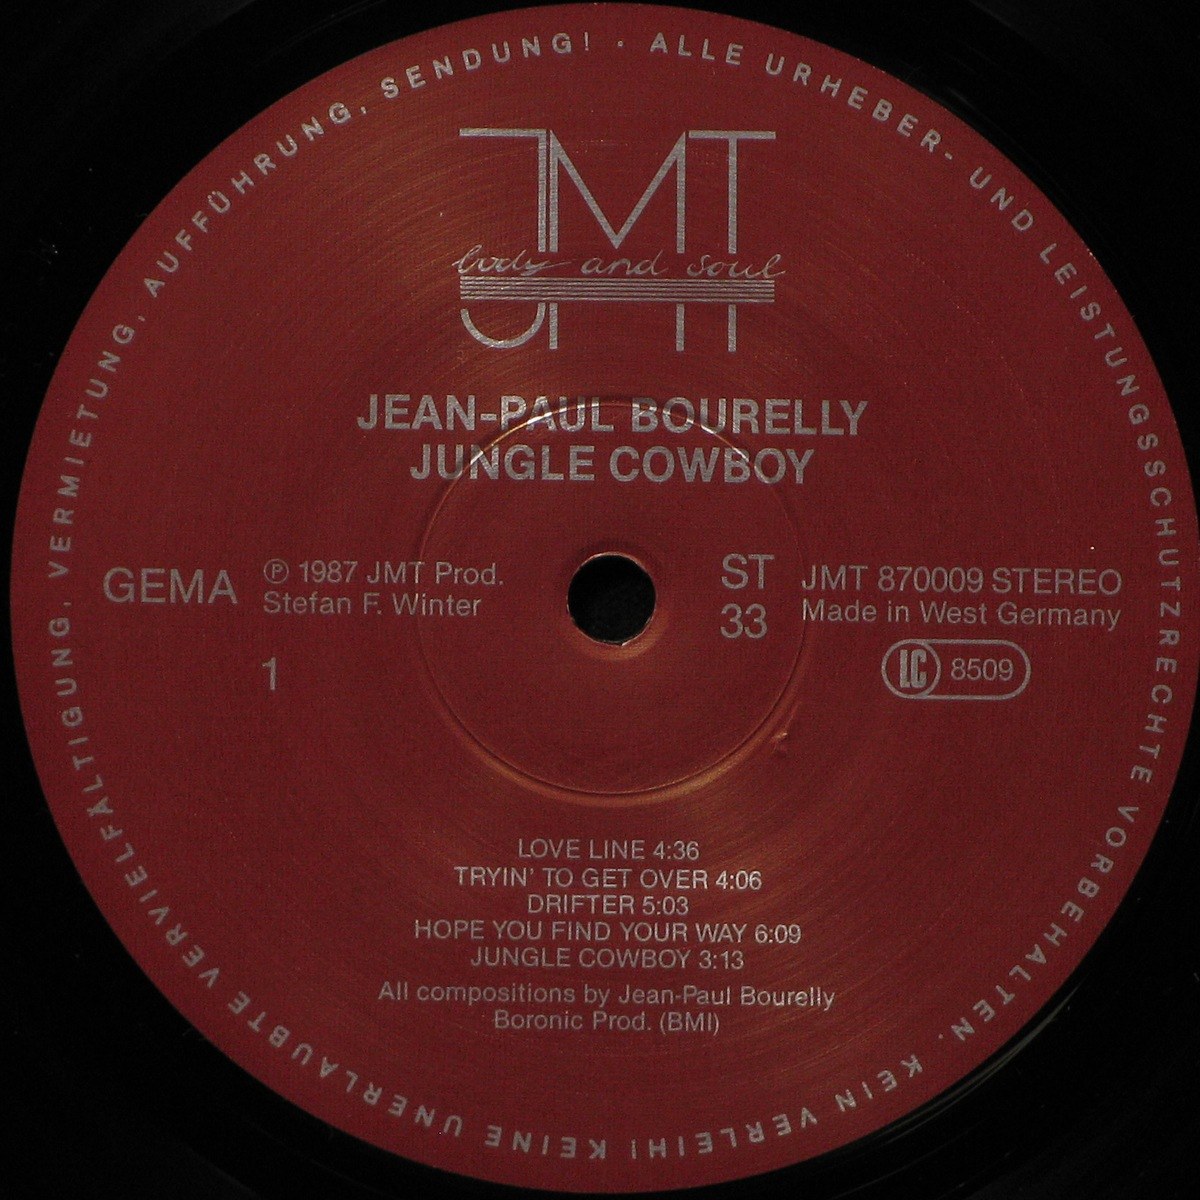 ALLE URHEBER- UND LEISTUNGSSCHUTZRECHTE VORBEHALTEN. KEIN VERLEIH! KEINE UNERLAUBTE VERVIELFÄLTIGUNG, VERMIETUNG, AUFFÜHRUNG, SENDUNG! ·
JMT
body and soul
JEAN-PAUL BOURELLY
JUNGLE COWBOY
GEMA
Ⓟ 1987 JMT Prod.
Stefan F. Winter
1
ST
33
JMT 870009 STEREO
Made in West Germany
LC 8509
LOVE LINE 4:36
TRYIN' TO GET OVER 4:06
DRIFTER 5:03
HOPE YOU FIND YOUR WAY 6:09
JUNGLE COWBOY 3:13
All compositions by Jean-Paul Bourelly
Boronic Prod. (BMI)